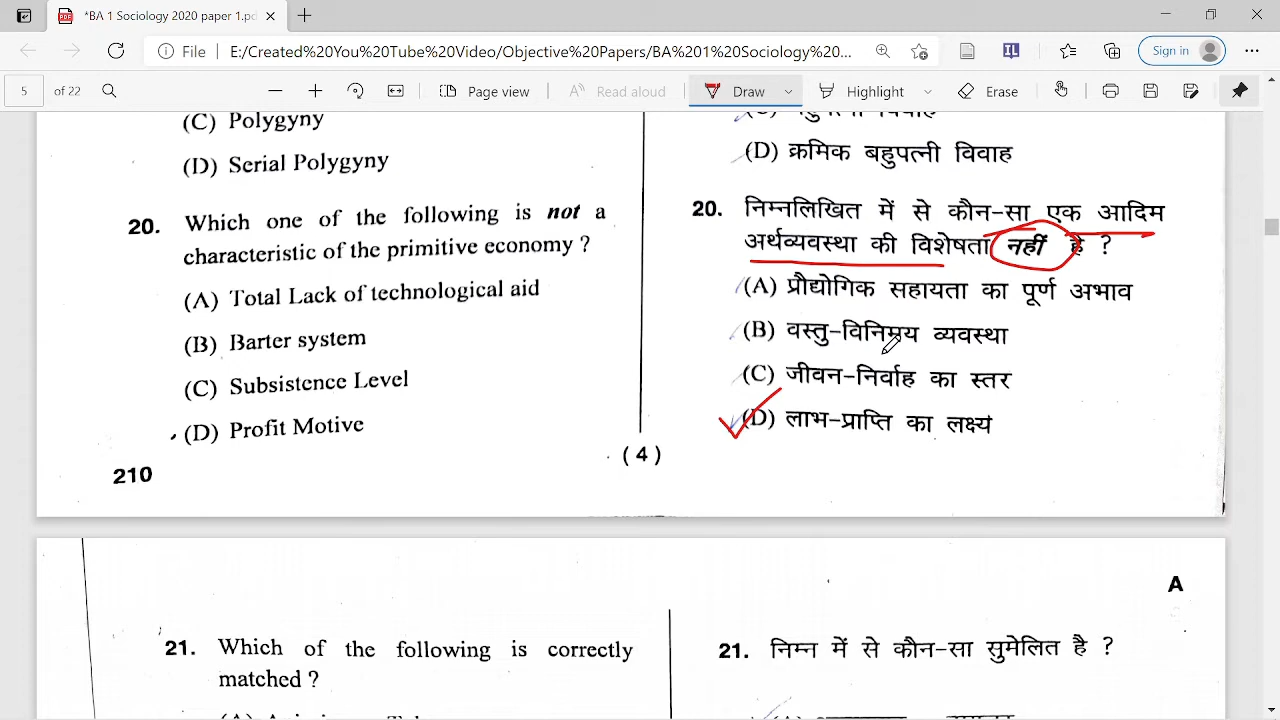 *BA 1 Sociology 2020 paper 1.pd
File E:/Created%20You%20Tube%20Video/Objective%20Papers/BA%201%20Sociology%20...
Sign in
5 of 22
Page view
Read aloud
Draw
Highlight
Erase
(C) Polygyny
(D) Serial Polygyny
20. Which one of the following is not a
characteristic of the primitive economy ?
(A) Total Lack of technological aid
(B) Barter system
(C) Subsistence Level
(D) Profit Motive
210
(D) क्रमिक बहुपत्नी विवाह
20. निम्नलिखित में से कौन-सा एक आदिम
अर्थव्यवस्था की विशेषता नहीं है ?
(A) प्रौद्योगिक सहायता का पूर्ण अभाव
(B) वस्तु-विनिमय व्यवस्था
(C) जीवन-निर्वाह का स्तर
(D) लाभ-प्राप्ति का लक्ष्य
( 4 )
A
21. Which of the following is correctly
matched ?
21. निम्न में से कौन-सा सुमेलित है ?